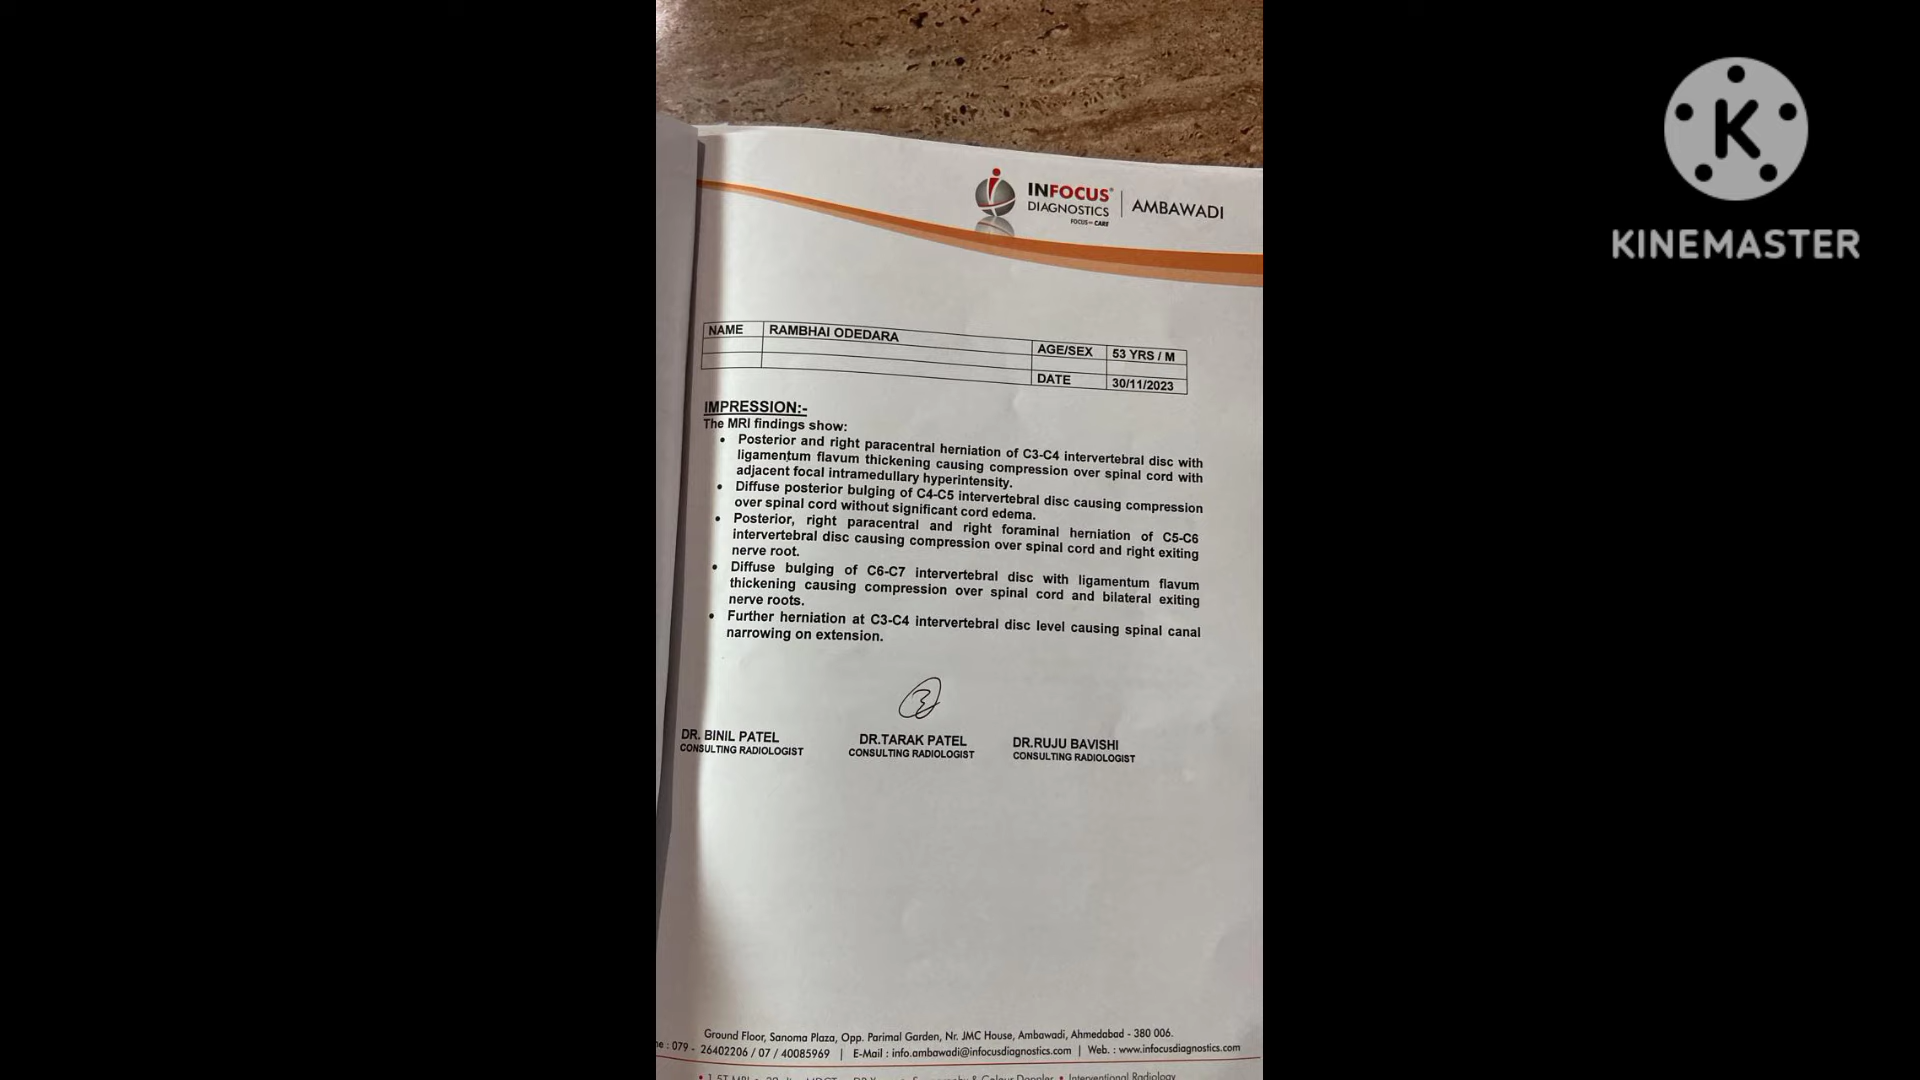 K
KINEMASTER
INFOCUS®
DIAGNOSTICS
FOCUS ON CARE
AMBAWADI
NAME RAMBHAI ODEDARA
AGE/SEX 53 YRS / M
DATE 30/11/2023
IMPRESSION:-
The MRI findings show:
• Posterior and right paracentral herniation of C3-C4 intervertebral disc with
ligamentum flavum thickening causing compression over spinal cord with
adjacent focal intramedullary hyperintensity.
• Diffuse posterior bulging of C4-C5 intervertebral disc causing compression
over spinal cord without significant cord edema.
• Posterior, right paracentral and right foraminal herniation of C5-C6
intervertebral disc causing compression over spinal cord and right exiting
nerve root.
• Diffuse bulging of C6-C7 intervertebral disc with ligamentum flavum
thickening causing compression over spinal cord and bilateral exiting
nerve roots.
• Further herniation at C3-C4 intervertebral disc level causing spinal canal
narrowing on extension.
DR. BINIL PATEL
CONSULTING RADIOLOGIST
DR.TARAK PATEL
CONSULTING RADIOLOGIST
DR.RUJU BAVISHI
CONSULTING RADIOLOGIST
Ground Floor, Sanoma Plaza, Opp. Parimal Garden, Nr. JMC House, Ambawadi, Ahmedabad - 380 006.
: 079 - 26402206 / 07 / 40085969 | E-Mail : info.ambawadi@infocusdiagnostics.com | Web. : www.infocusdiagnostics.com
• Interventional Radiology